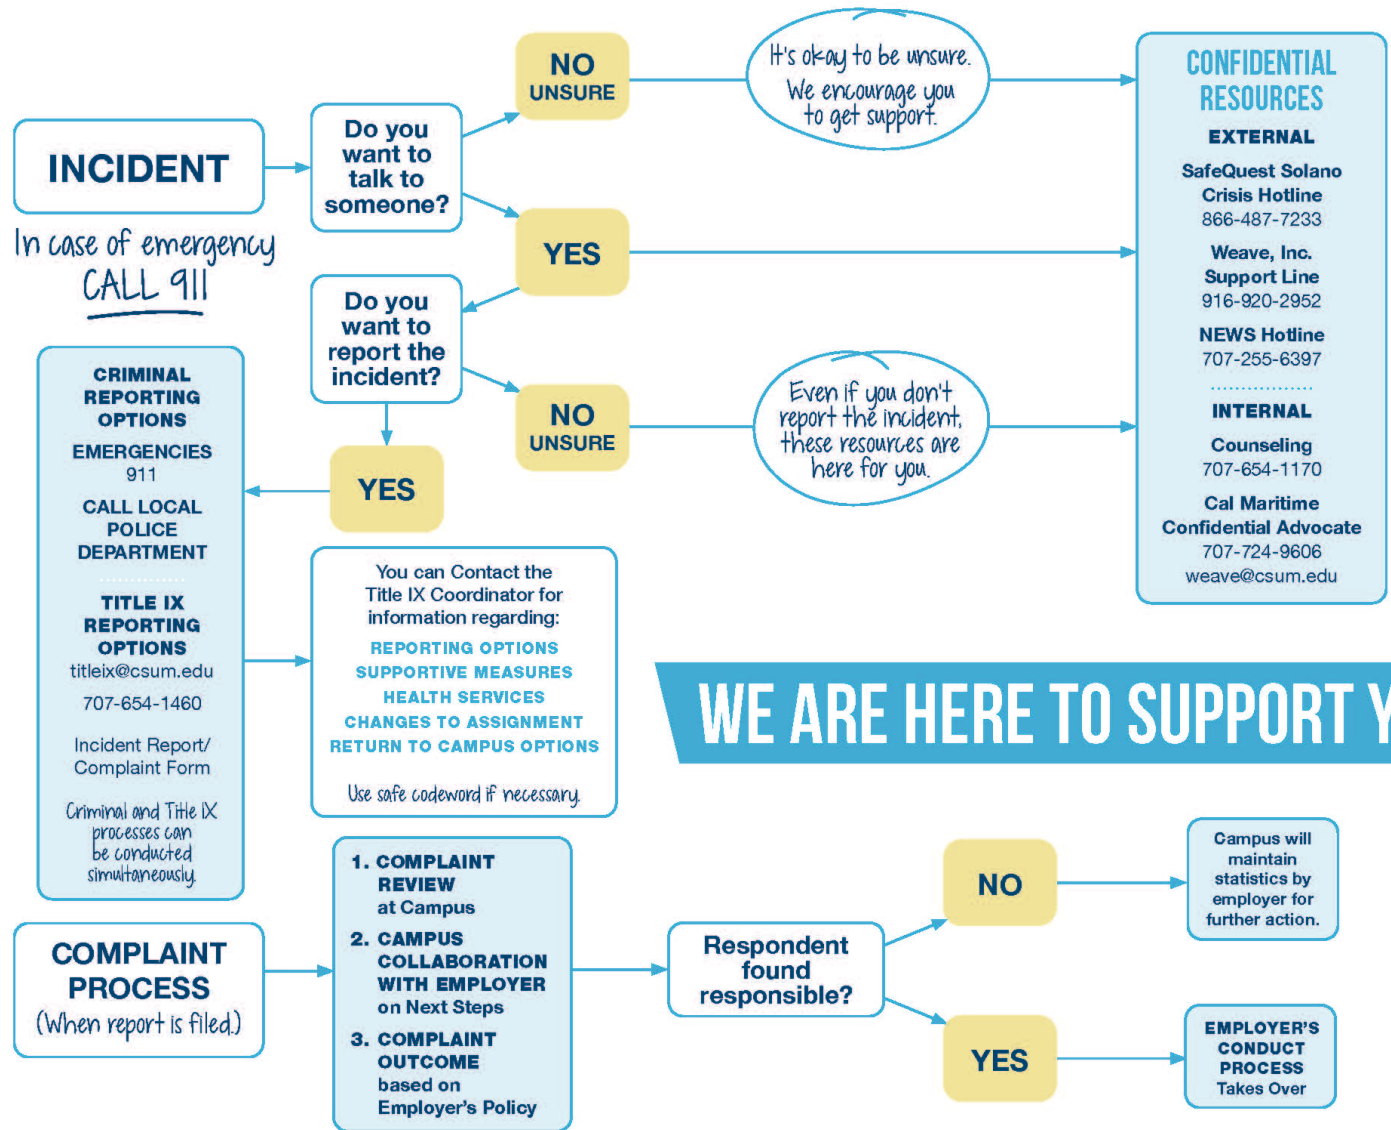 INCIDENT
In case of emergency
CALL 911
Do you
want to
talk to
someone?
NO
UNSURE
It's okay to be unsure.
We encourage you
to get support.
YES
Do you
want to
report the
incident?
NO
UNSURE
Even if you don't
report the incident,
these resources are
here for you.
YES
CONFIDENTIAL
RESOURCES
EXTERNAL
SafeQuest Solano
Crisis Hotline
866-487-7233
Weave, Inc.
Support Line
916-920-2952
NEWS Hotline
707-255-6397
INTERNAL
Counseling
707-654-1170
Cal Maritime
Confidential Advocate
707-724-9606
weave@csum.edu
CRIMINAL
REPORTING
OPTIONS
EMERGENCIES
911
CALL LOCAL
POLICE
DEPARTMENT
TITLE IX
REPORTING
OPTIONS
titleix@csum.edu
707-654-1460
Incident Report/
Complaint Form
Criminal and Title IX
processes can
be conducted
simultaneously.
You can Contact the
Title IX Coordinator for
information regarding:
REPORTING OPTIONS
SUPPORTIVE MEASURES
HEALTH SERVICES
CHANGES TO ASSIGNMENT
RETURN TO CAMPUS OPTIONS
Use safe codeword if necessary.
WE ARE HERE TO SUPPORT Y
COMPLAINT
PROCESS
(When report is filed.)
1. COMPLAINT
REVIEW
at Campus
2. CAMPUS
COLLABORATION
WITH EMPLOYER
on Next Steps
3. COMPLAINT
OUTCOME
based on
Employer's Policy
Respondent
found
responsible?
NO
Campus will
maintain
statistics by
employer for
further action.
YES
EMPLOYER'S
CONDUCT
PROCESS
Takes Over